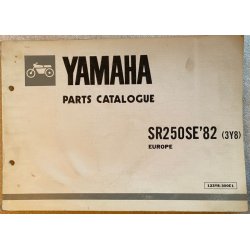 YAMAHA
PARTS CATALOGUE
SR250SE'82 (3Y8)
EUROPE